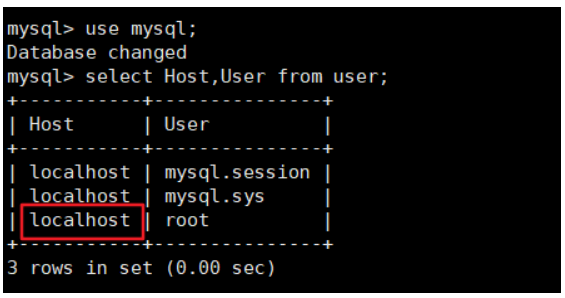 mysql> use mysql;
Database changed
mysql> select Host,User from user;
+-----------+---------------+
| Host      | User          |
+-----------+---------------+
| localhost | mysql.session |
| localhost | mysql.sys     |
| localhost | root          |
+-----------+---------------+
3 rows in set (0.00 sec)